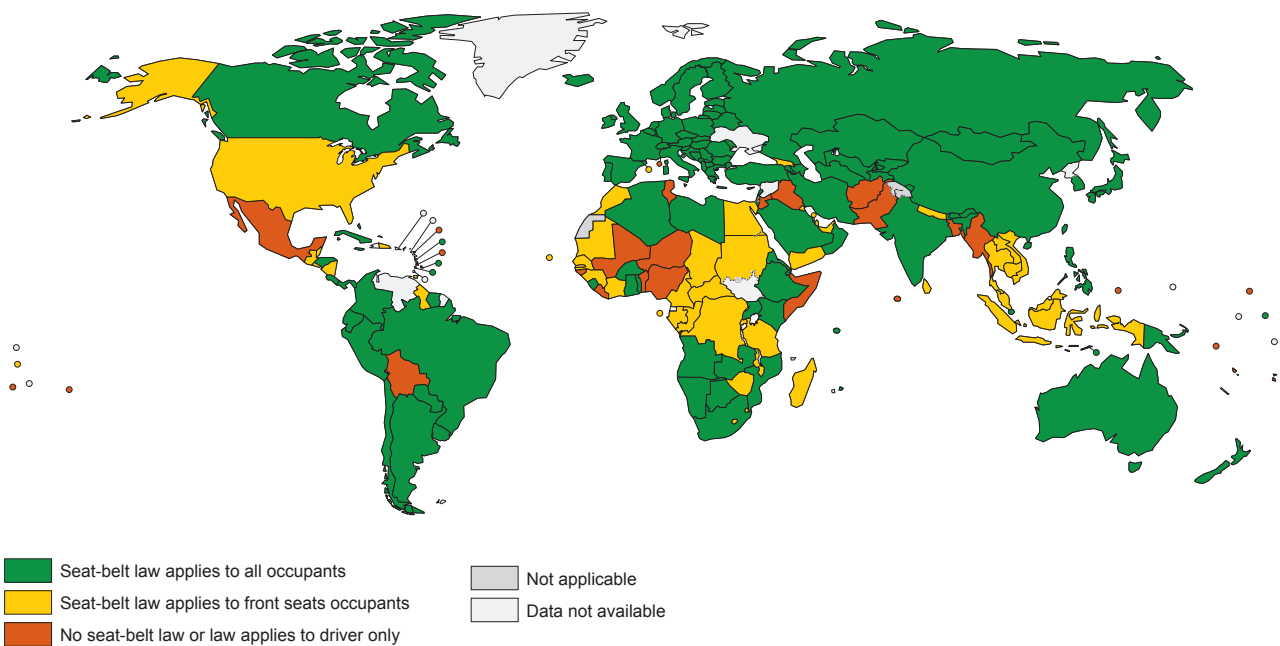 Seat-belt law applies to all occupants
Seat-belt law applies to front seats occupants
No seat-belt law or law applies to driver only
Not applicable
Data not available